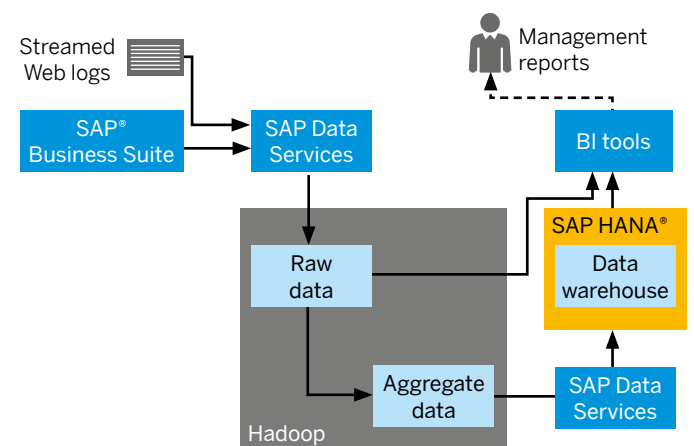 Streamed
Web logs
Management
reports
SAP®
Business Suite
SAP Data
Services
BI tools
SAP HANA®
Raw
data
Data
warehouse
Aggregate
data
SAP Data
Services
Hadoop